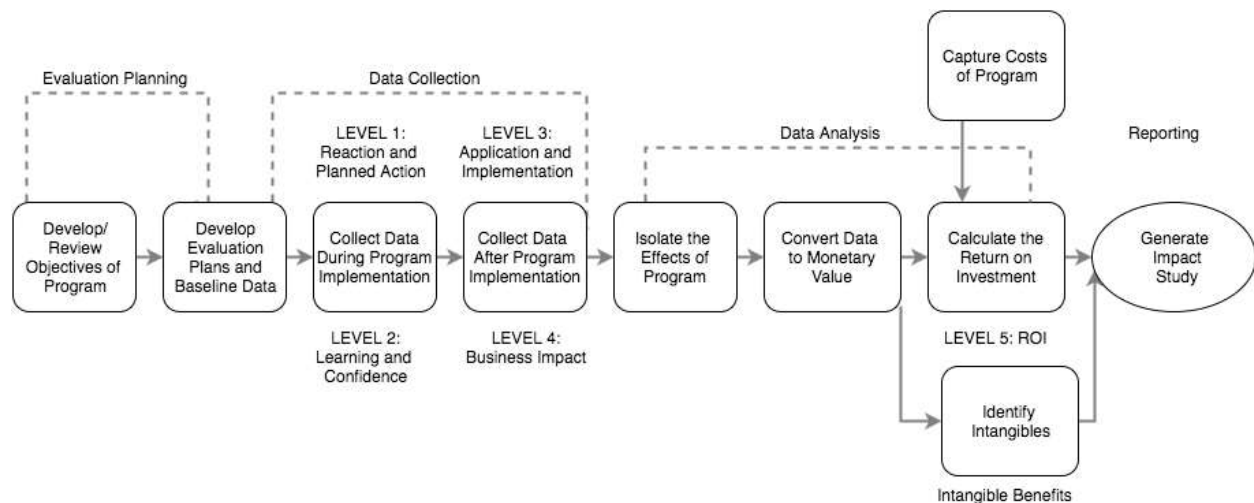 Capture Costs
of Program
Evaluation Planning
Data Collection
Data Analysis
Reporting
LEVEL 1:
Reaction and
Planned Action
LEVEL 3:
Application and
Implementation
Develop/
Review
Objectives of
Program
Develop
Evaluation
Plans and
Baseline Data
Collect Data
During Program
Implementation
Collect Data
After Program
Implementation
Isolate the
Effects of
Program
Convert Data
to Monetary
Value
Calculate the
Return on
Investment
Generate
Impact
Study
LEVEL 2:
Learning and
Confidence
LEVEL 4:
Business Impact
LEVEL 5: ROI
Identify
Intangibles
Intangible Benefits